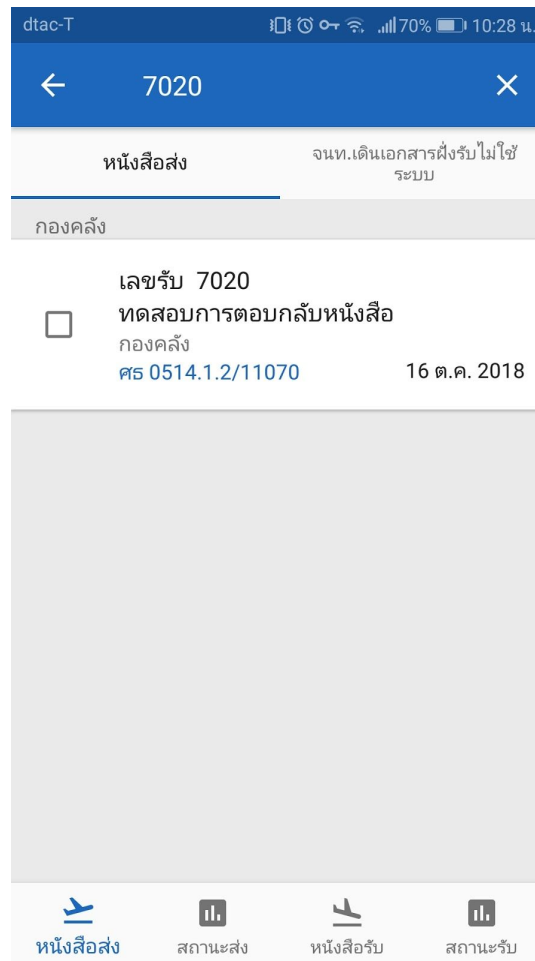 dtac-T 70% 10:28 น.
7020
หนังสือส่ง
จนท.เดินเอกสารฝั่งรับไม่ใช้
ระบบ
กองคลัง
เลขรับ 7020
ทดสอบการตอบกลับหนังสือ
กองคลัง
ศธ 0514.1.2/11070 16 ต.ค. 2018
หนังสือส่ง สถานะส่ง หนังสือรับ สถานะรับ